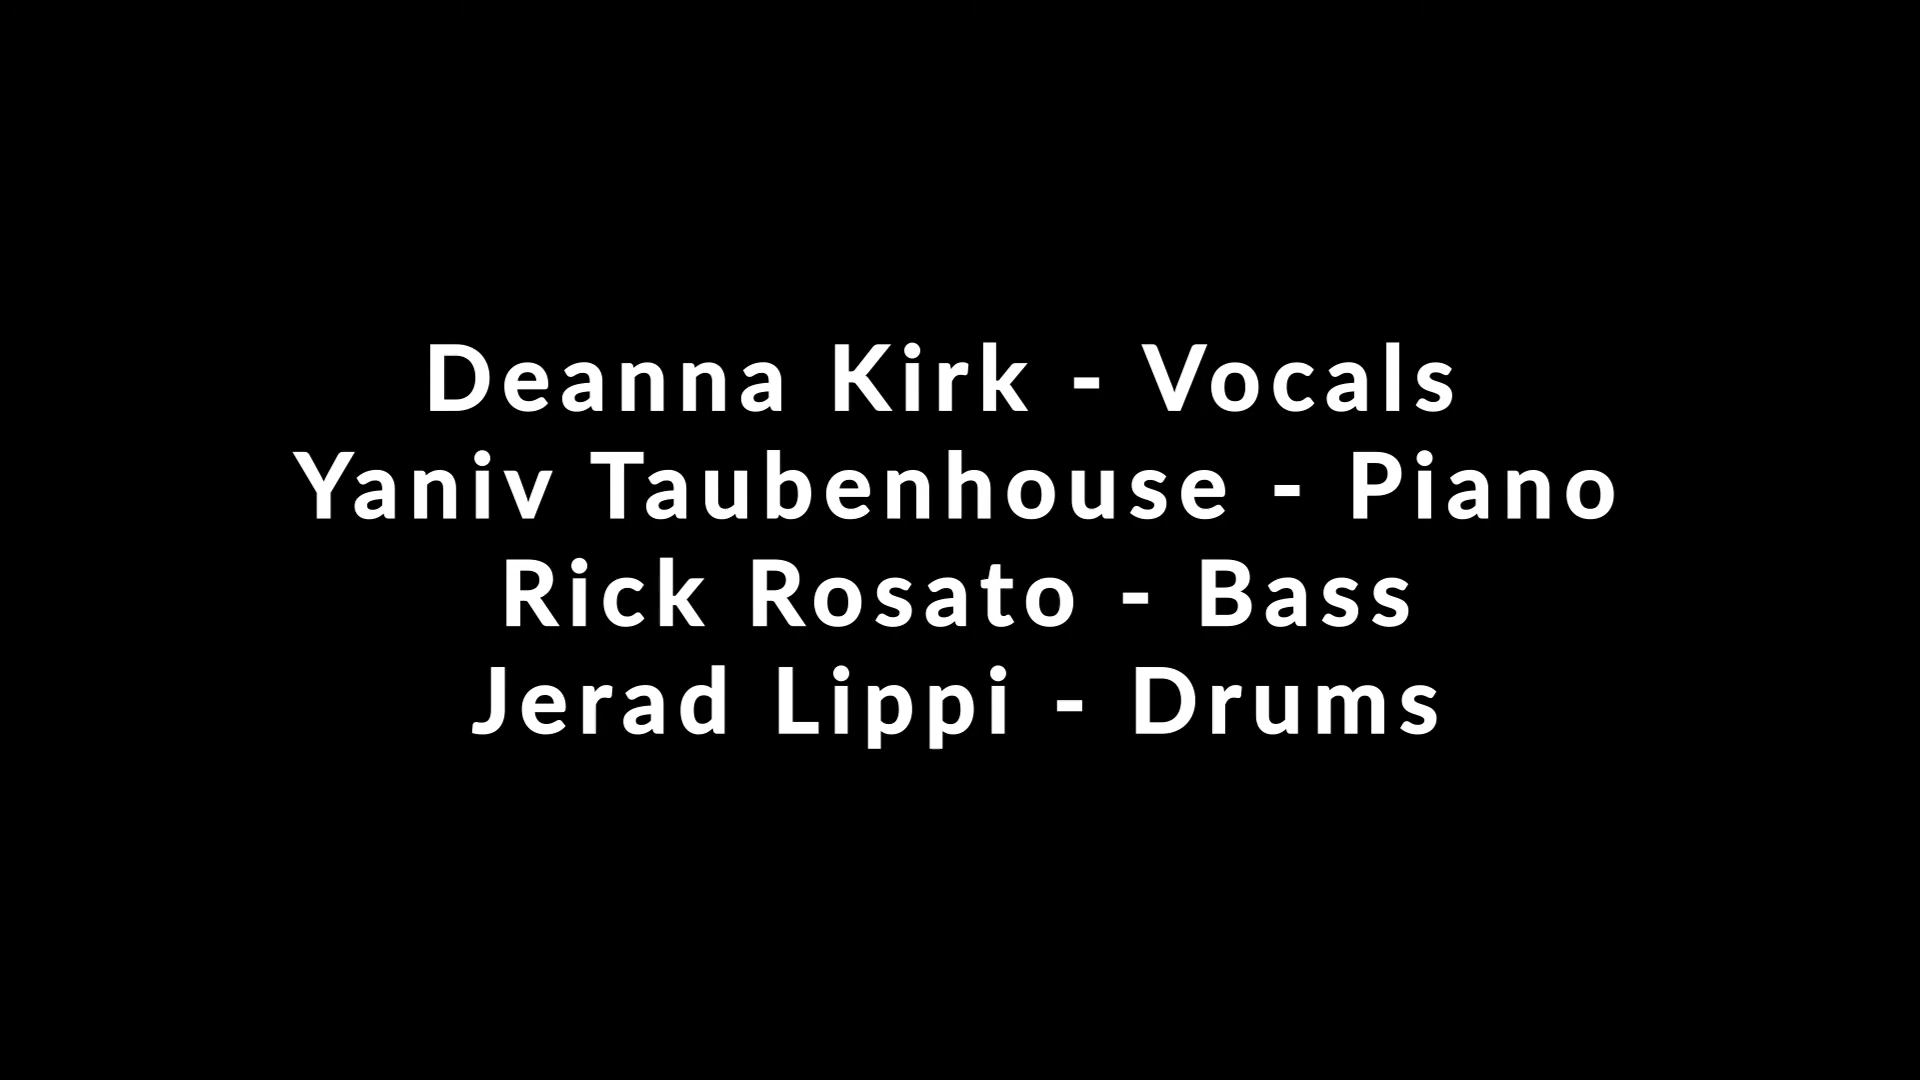 Deanna Kirk - Vocals
Yaniv Taubenhouse - Piano
Rick Rosato - Bass
Jerad Lippi - Drums